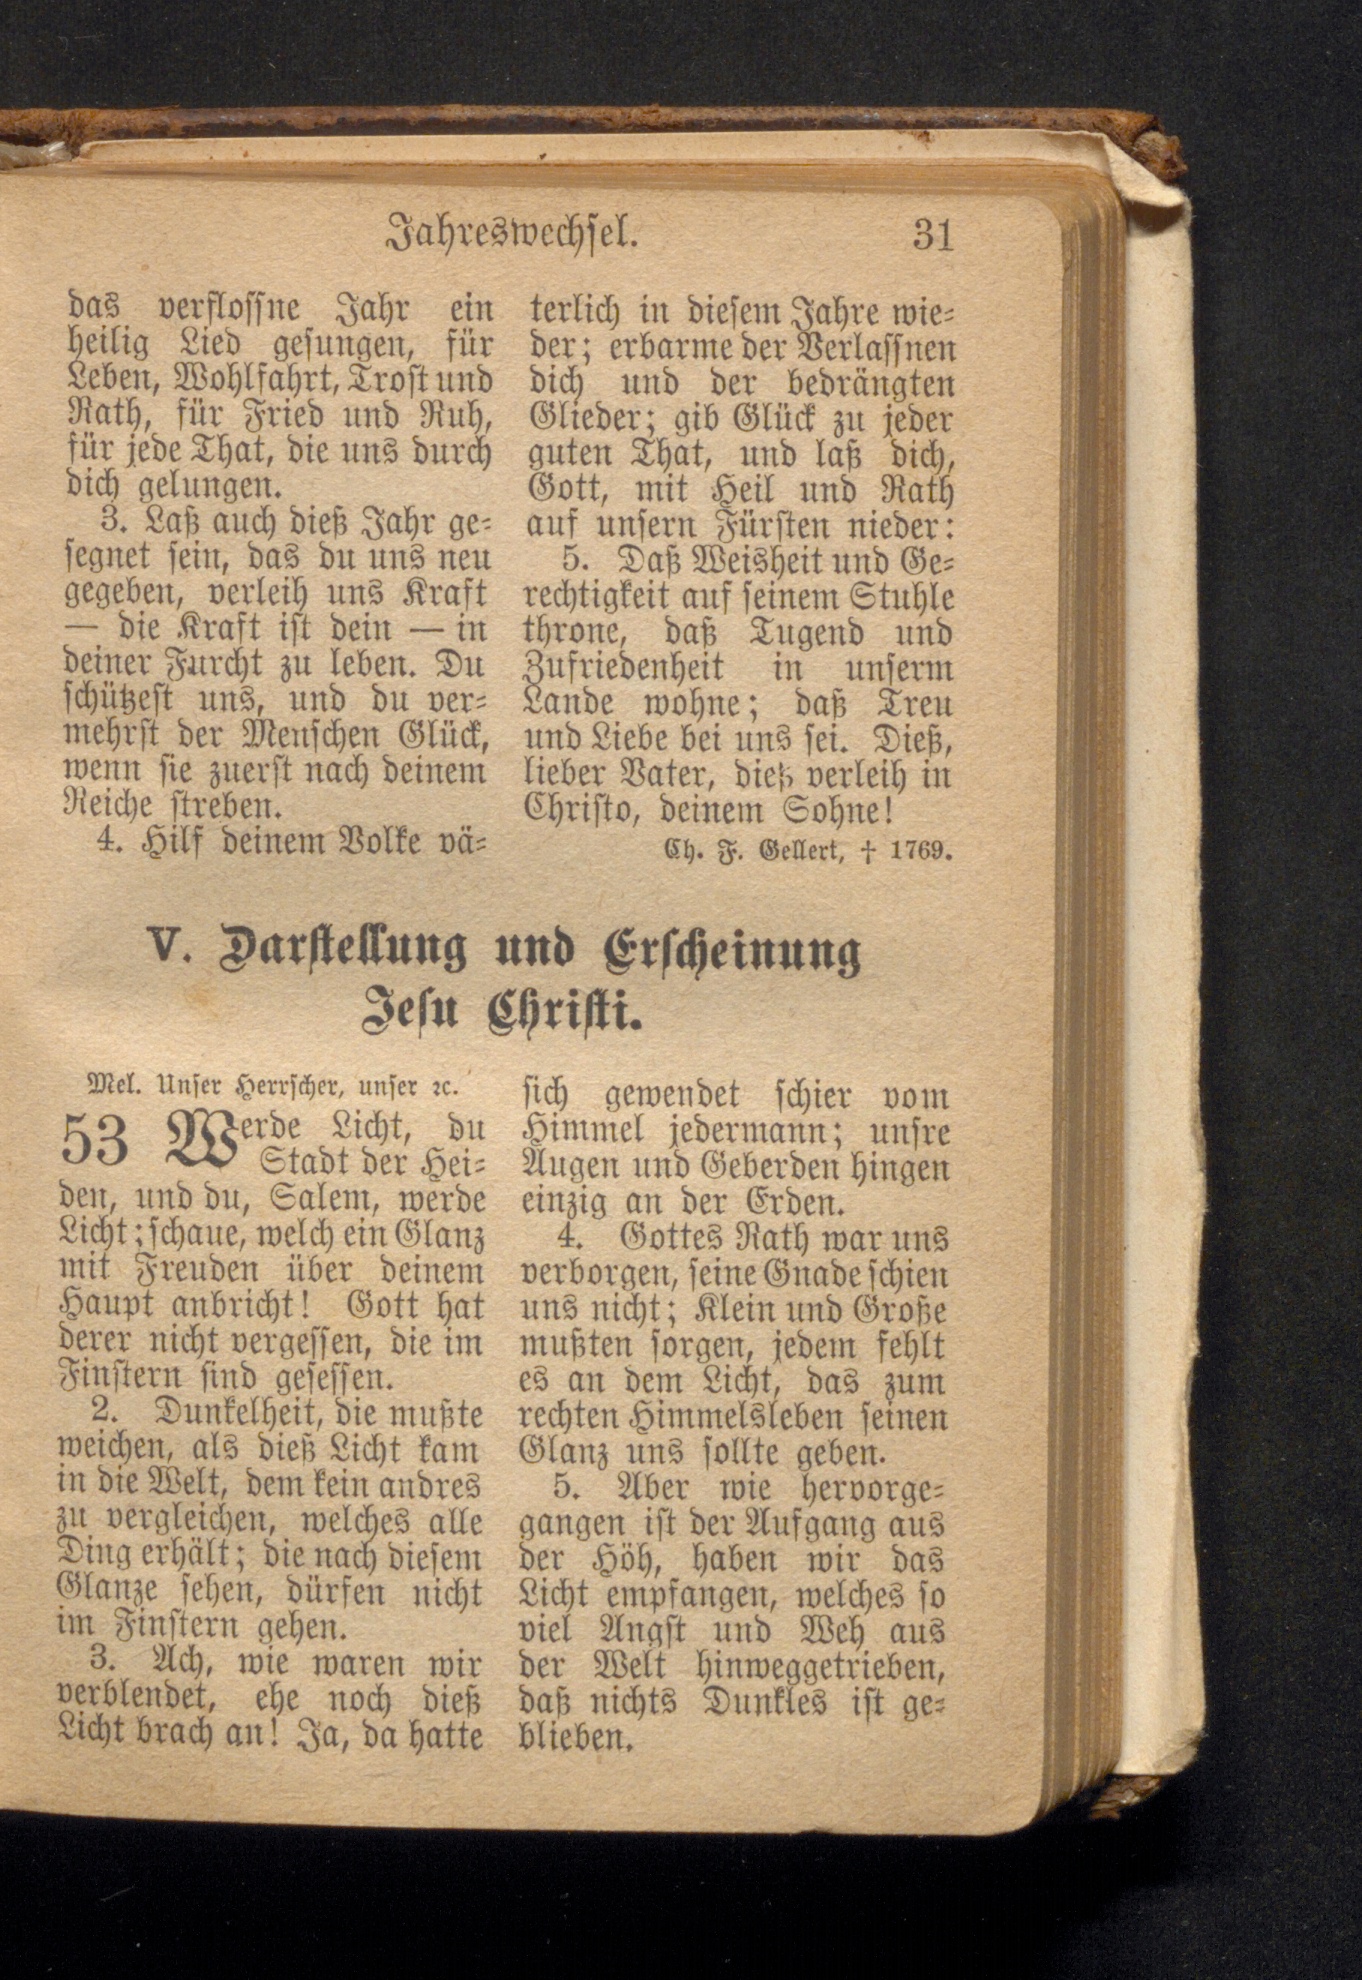 Jahreswechsel. 31
das verflossne Jahr ein
heilig Lied gesungen, für
Leben, Wohlfahrt, Trost und
Rath, für Fried und Ruh,
für jede That, die uns durch
dich gelungen.
3. Laß auch dieß Jahr ge-
segnet sein, das du uns neu
gegeben, verleih uns Kraft
— die Kraft ist dein — in
deiner Furcht zu leben. Du
schützest uns, und du ver-
mehrst der Menschen Glück,
wenn sie zuerst nach deinem
Reiche streben.
4. Hilf deinem Volke vä-
terlich in diesem Jahre wie-
der; erbarme der Verlassnen
dich und der bedrängten
Glieder; gib Glück zu jeder
guten That, und laß dich,
Gott, mit Heil und Rath
auf unsern Fürsten nieder:
5. Daß Weisheit und Ge-
rechtigkeit auf seinem Stuhle
throne, daß Tugend und
Zufriedenheit in unserm
Lande wohne; daß Treu
und Liebe bei uns sei. Dieß,
lieber Vater, dieß verleih in
Christo, deinem Sohne!
Ch. F. Gellert, † 1769.
V. Darstellung und Erscheinung
Jesu Christi.
Mel. Unser Herrscher, unser ꝛc.
53 Werde Licht, du
Stadt der Hei-
den, und du, Salem, werde
Licht; schaue, welch ein Glanz
mit Freuden über deinem
Haupt anbricht! Gott hat
derer nicht vergessen, die im
Finstern sind gesessen.
2. Dunkelheit, die mußte
weichen, als dieß Licht kam
in die Welt, dem kein andres
zu vergleichen, welches alle
Ding erhält; die nach diesem
Glanze sehen, dürfen nicht
im Finstern gehen.
3. Ach, wie waren wir
verblendet, ehe noch dieß
Licht brach an! Ja, da hatte
sich gewendet schier vom
Himmel jedermann; unsre
Augen und Geberden hingen
einzig an der Erden.
4. Gottes Rath war uns
verborgen, seine Gnade schien
uns nicht; Klein und Große
mußten sorgen, jedem fehlt
es an dem Licht, das zum
rechten Himmelsleben seinen
Glanz uns sollte geben.
5. Aber wie hervorge-
gangen ist der Aufgang aus
der Höh, haben wir das
Licht empfangen, welches so
viel Angst und Weh aus
der Welt hinweggetrieben,
daß nichts Dunkles ist ge-
blieben.